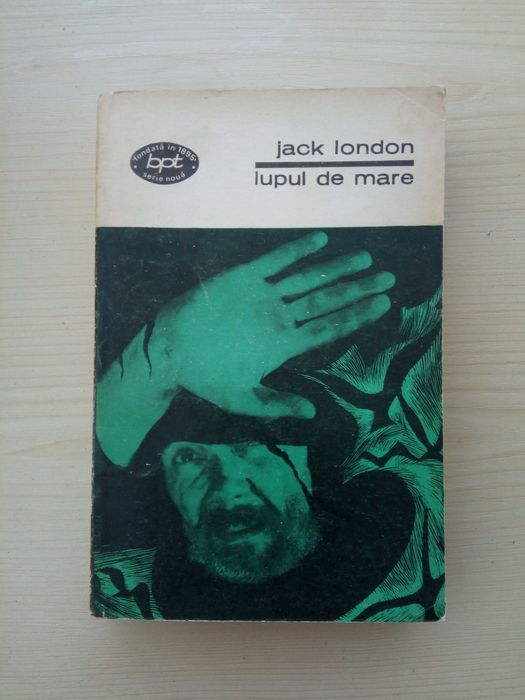 fondată în 1895
bpt
serie nouă
jack london
lupul de mare